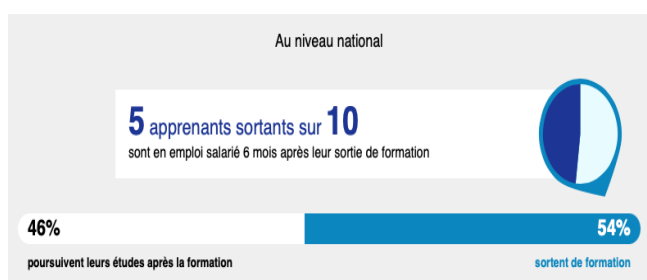 Au niveau national
5 apprenants sortants sur 10
sont en emploi salarié 6 mois après leur sortie de formation
46% 54%
poursuivent leurs études après la formation sortent de formation